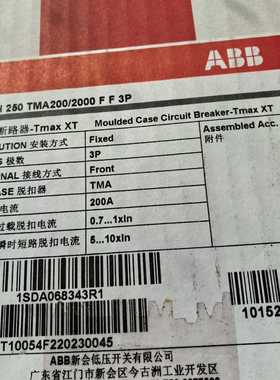 ABB
250 TMA200/2000 F F 3P
断路器-Tmax XT Moulded Case Circuit Breaker-Tmax XT
UTION 安装方式 Fixed Assembled Acc.
附件
S 极数 3P
NAL 接线方式 Front
ASE 脱扣器 TMA
电流 200A
过载脱扣电流 0.7...1xln
瞬时短路脱扣电流 5...10xln
1SDA068343R1
T10054F220230045
10152
ABB新会低压开关有限公司
广东省江门市新会区今古洲工业开发区